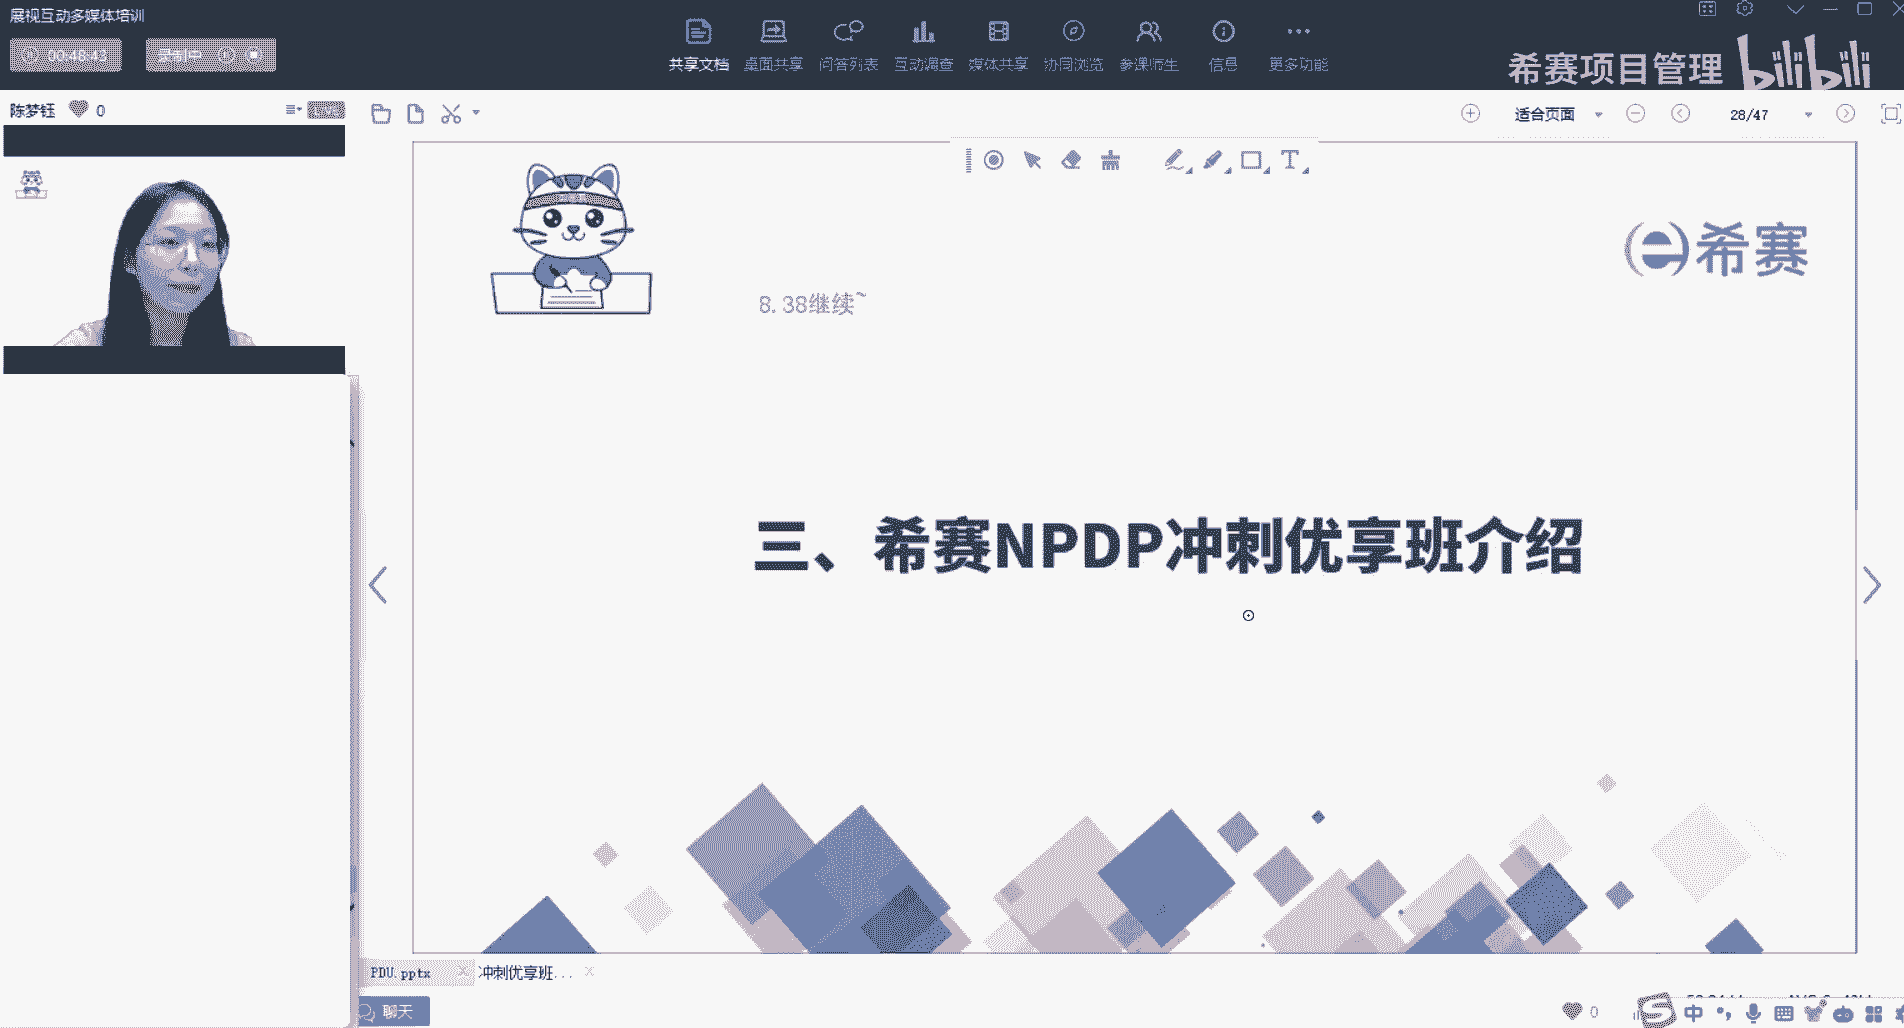 展视互动多媒体培训
00:48:43
录制中
共享文档
桌面共享
问答列表
互动调查
媒体共享
协同浏览
参课师生
信息
更多功能
希赛项目管理
bilibili
陈梦钰
0
适合页面
28/47
T
希赛
8.38继续~
三、希赛NPDP冲刺优享班介绍
PDU.pptx
冲刺优享班...
聊天
0
中